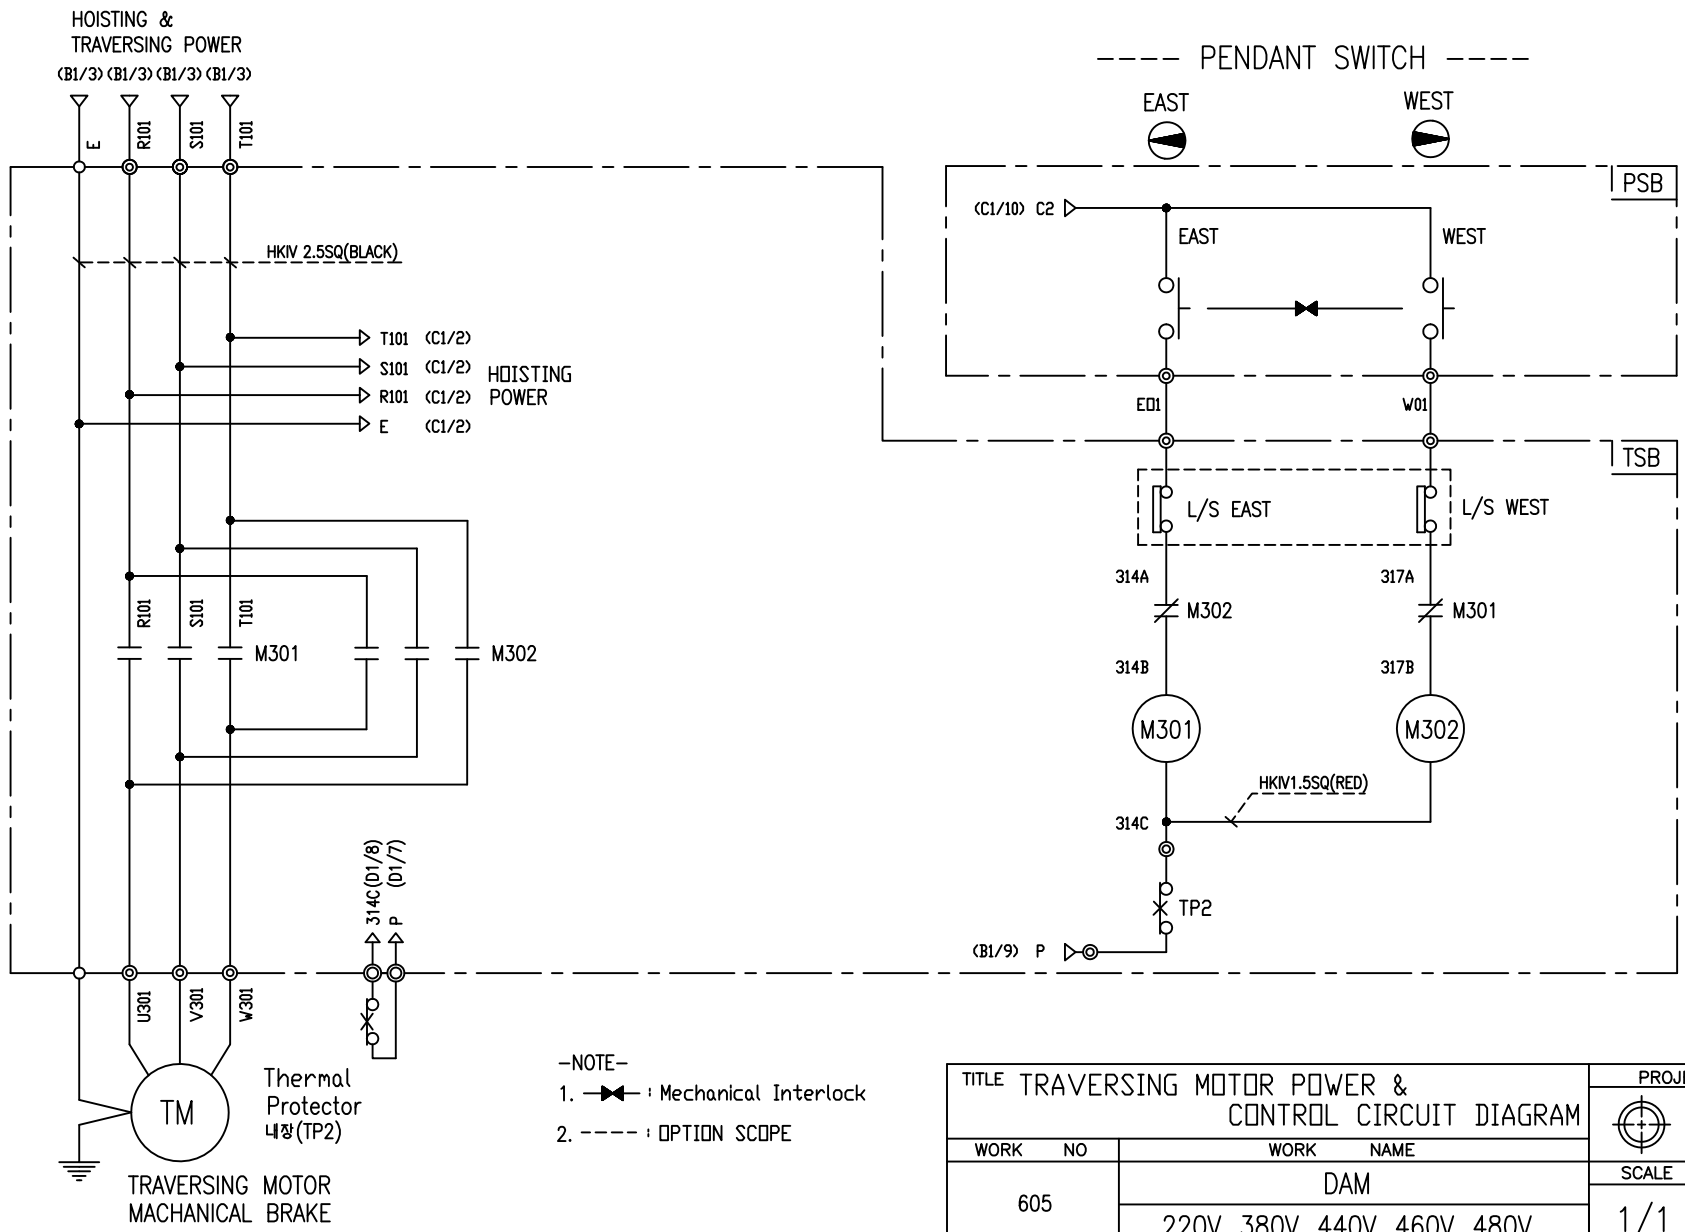 HOISTING &
TRAVERSING POWER
(B1/3) (B1/3) (B1/3) (B1/3)
E R101 S101 T101
HKIV 2.5SQ(BLACK)
T101 (C1/2)
S101 (C1/2)
R101 (C1/2)
E (C1/2)
HOISTING
POWER
R101 S101 T101
M301
M302
314C(D1/8)
P (D1/7)
U301 V301 W301
TM
Thermal
Protector
내장(TP2)
TRAVERSING MOTOR
MACHANICAL BRAKE
---- PENDANT SWITCH ----
EAST WEST
PSB
(C1/10) C2
EAST WEST
E01 W01
TSB
L/S EAST L/S WEST
314A 317A
M302 M301
314B 317B
M301 M302
HKIV1.5SQ(RED)
314C
TP2
(B1/9) P
-NOTE-
1. : Mechanical Interlock
2. ----- : OPTION SCOPE
TITLE TRAVERSING MOTOR POWER &
CONTROL CIRCUIT DIAGRAM
WORK NO WORK NAME
605
DAM
220V 380V 440V 460V 480V
PROJE
SCALE
1/1